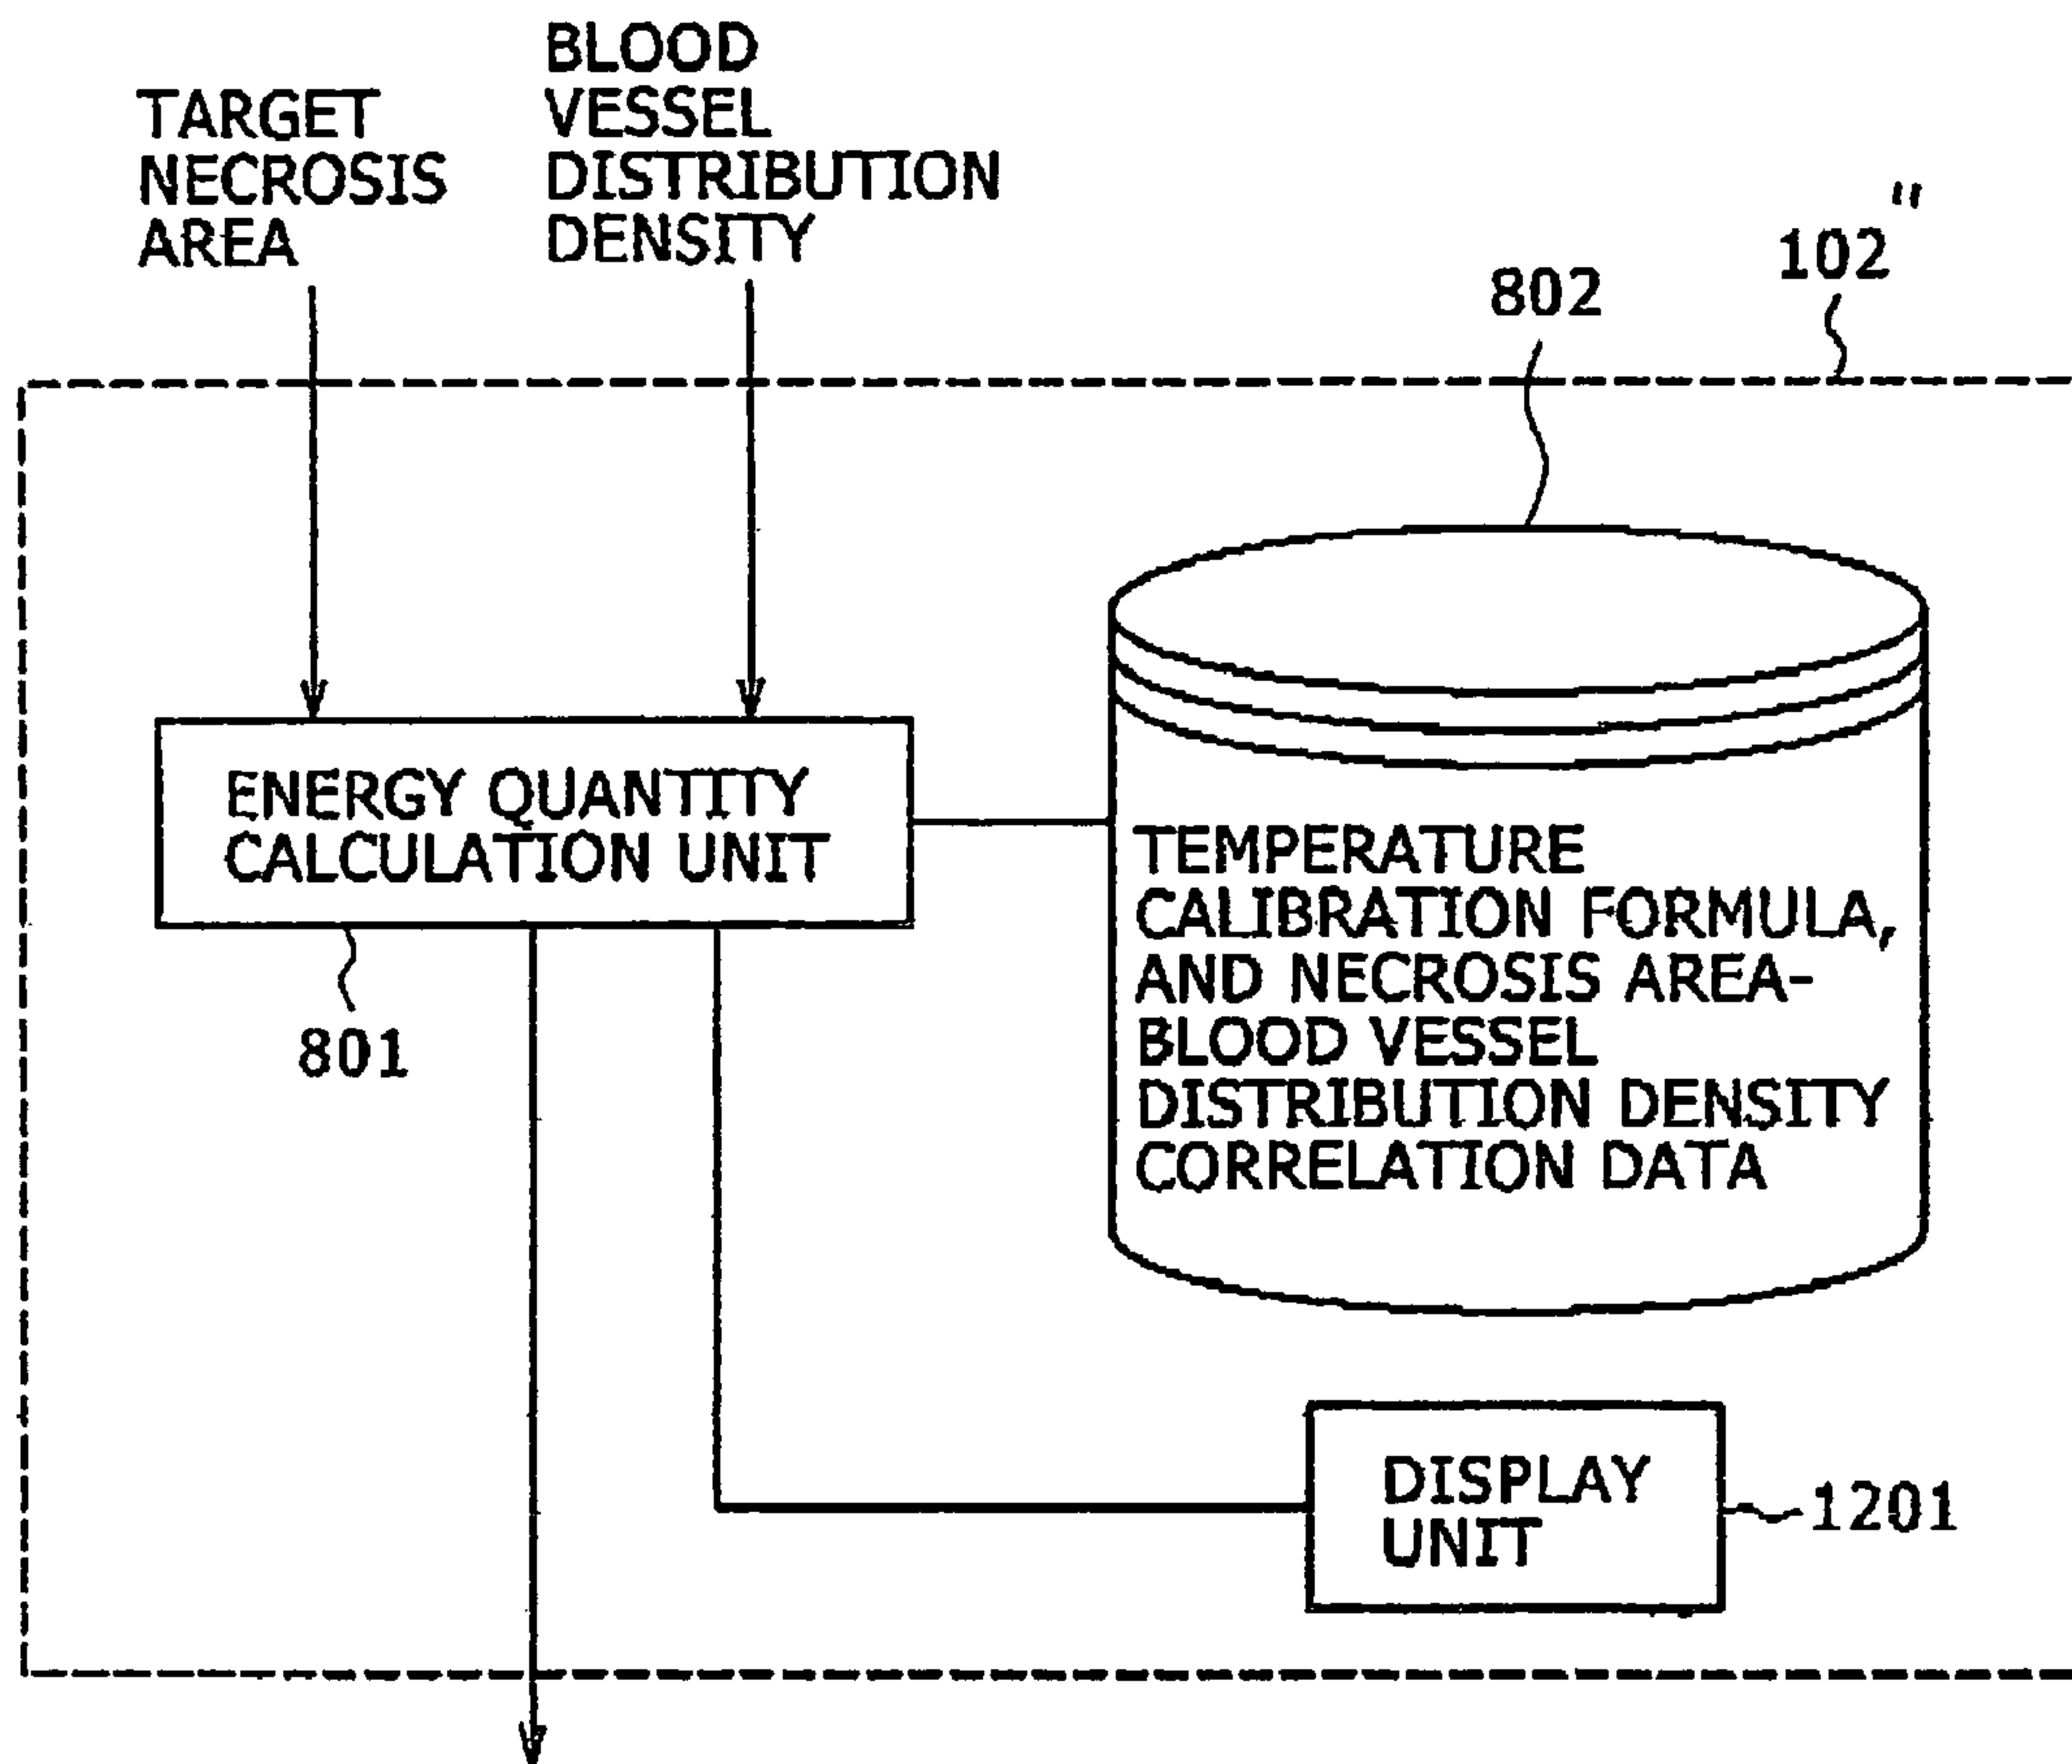 TARGET
NECROSIS
AREA
BLOOD
VESSEL
DISTRIBUTION
DENSITY
102"
802
ENERGY QUANTITY
CALCULATION UNIT
801
TEMPERATURE
CALIBRATION FORMULA,
AND NECROSIS AREA-
BLOOD VESSEL
DISTRIBUTION DENSITY
CORRELATION DATA
DISPLAY
UNIT
1201